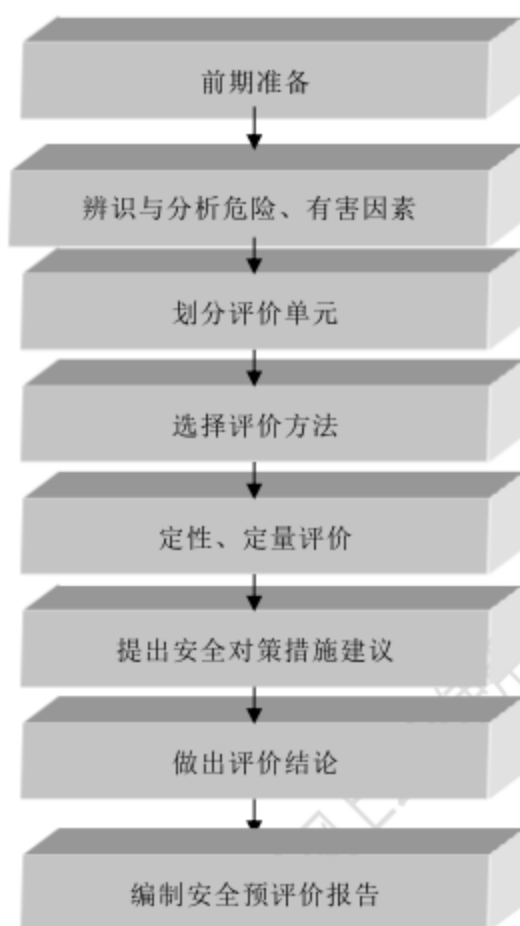 前期准备
辨识与分析危险、有害因素
划分评价单元
选择评价方法
定性、定量评价
提出安全对策措施建议
做出评价结论
编制安全预评价报告